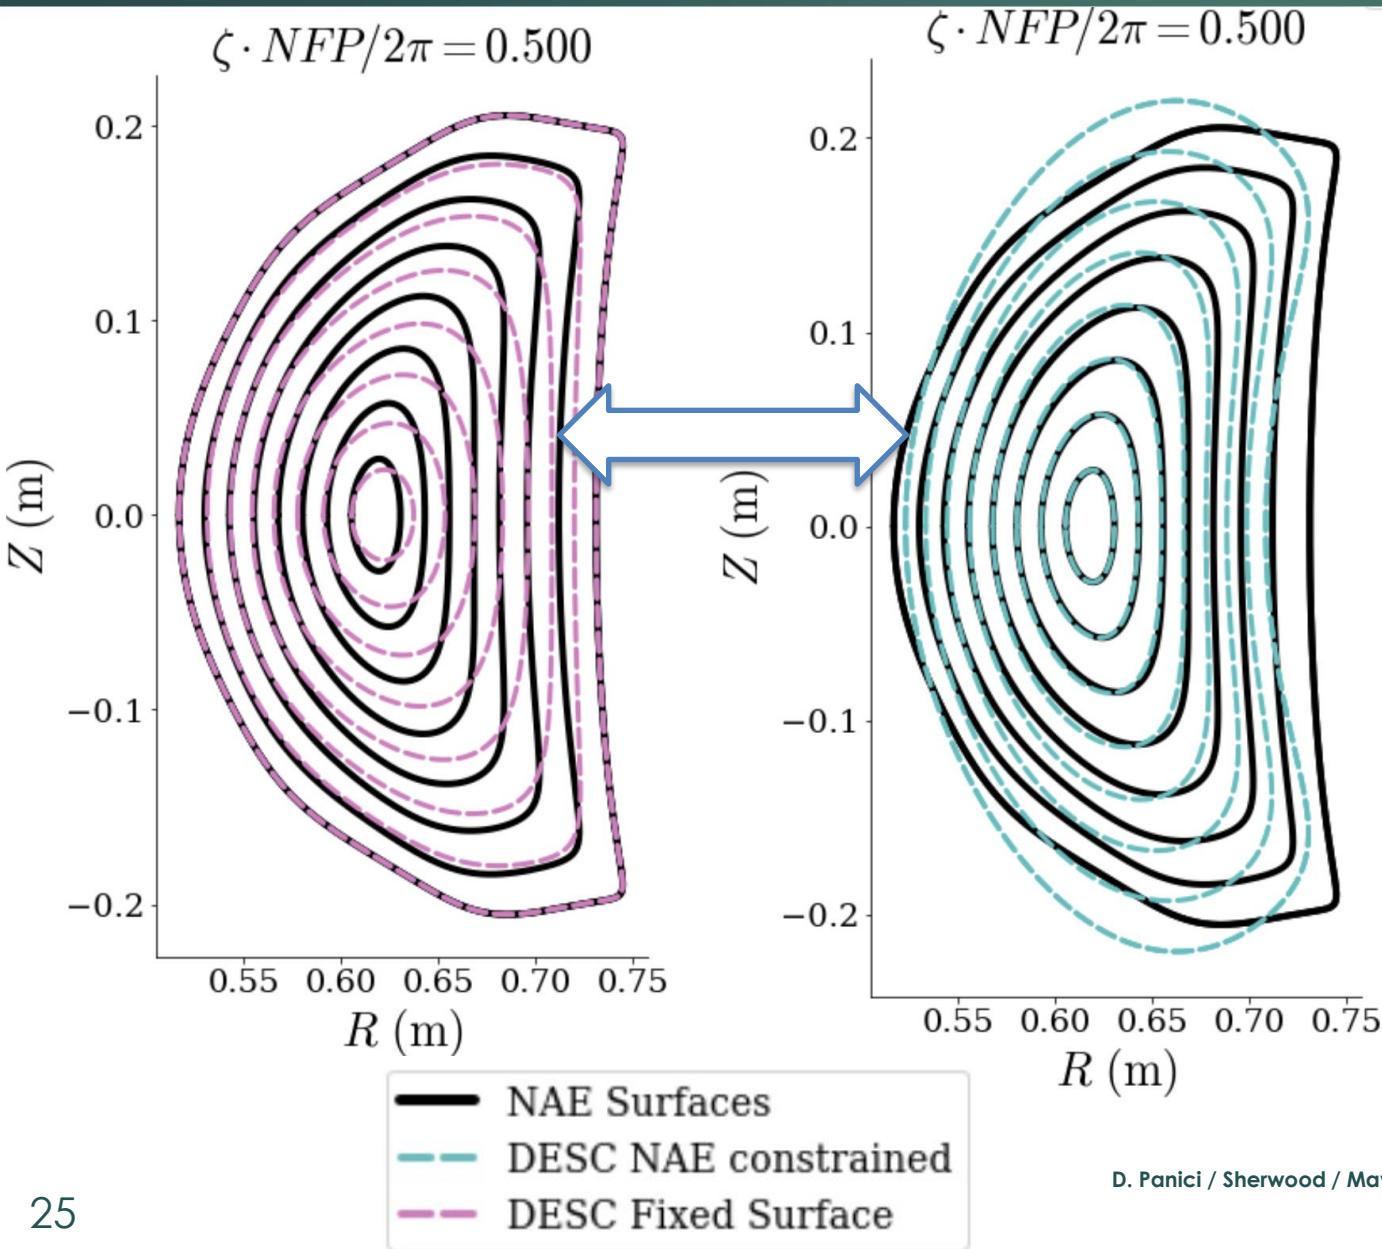 ζ · NFP/2π = 0.500
0.2
0.1
0.0
−0.1
−0.2
Z (m)
0.55 0.60 0.65 0.70 0.75
R (m)
ζ · NFP/2π = 0.500
0.2
0.1
0.0
−0.1
−0.2
Z (m)
0.55 0.60 0.65 0.70 0.75
R (m)
NAE Surfaces
DESC NAE constrained
DESC Fixed Surface
D. Panici / Sherwood /
25